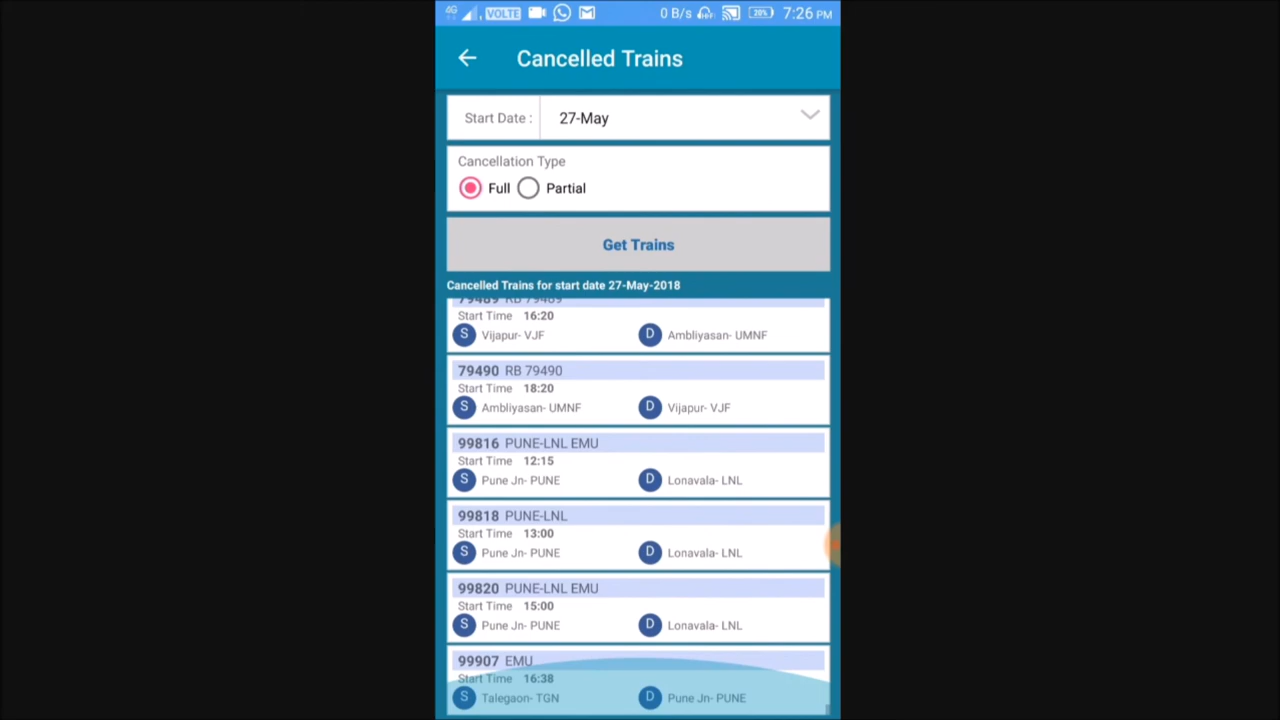 4G VOLTE 0 B/s 20% 7:26 PM
Cancelled Trains
Start Date : 27-May
Cancellation Type
Full Partial
Get Trains
Cancelled Trains for start date 27-May-2018
79489 RB 79489
Start Time 16:20
S Vijapur- VJF D Ambliyasan- UMNF
79490 RB 79490
Start Time 18:20
S Ambliyasan- UMNF D Vijapur- VJF
99816 PUNE-LNL EMU
Start Time 12:15
S Pune Jn- PUNE D Lonavala- LNL
99818 PUNE-LNL
Start Time 13:00
S Pune Jn- PUNE D Lonavala- LNL
99820 PUNE-LNL EMU
Start Time 15:00
S Pune Jn- PUNE D Lonavala- LNL
99907 EMU
Start Time 16:38
S Talegaon- TGN D Pune Jn- PUNE